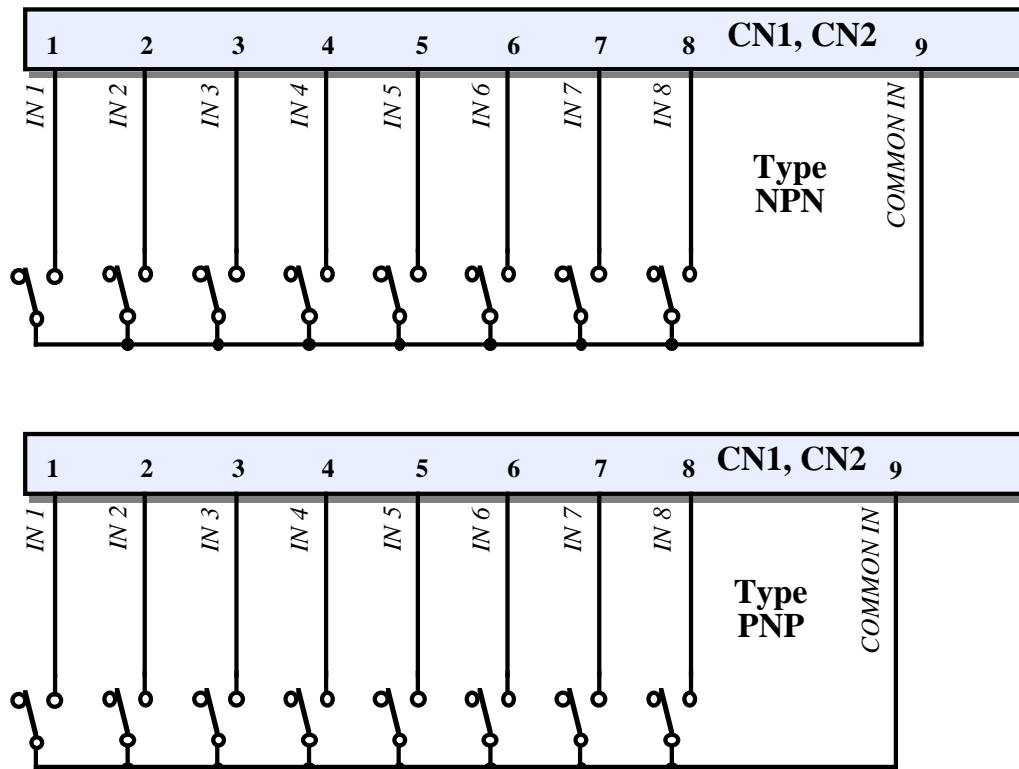 1 2 3 4 5 6 7 8 CN1, CN2 9
IN 1
IN 2
IN 3
IN 4
IN 5
IN 6
IN 7
IN 8
COMMON IN
Type
NPN
1 2 3 4 5 6 7 8 CN1, CN2 9
IN 1
IN 2
IN 3
IN 4
IN 5
IN 6
IN 7
IN 8
COMMON IN
Type
PNP